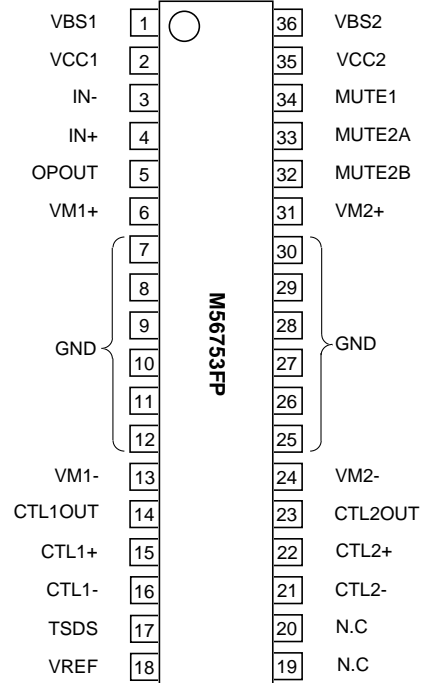 VBS1 1 36 VBS2
VCC1 2 35 VCC2
IN- 3 34 MUTE1
IN+ 4 33 MUTE2A
OPOUT 5 32 MUTE2B
VM1+ 6 31 VM2+
7 30
8 29
9 28
GND 10 27 GND
11 26
12 25
M56753FP
VM1- 13 24 VM2-
CTL1OUT 14 23 CTL2OUT
CTL1+ 15 22 CTL2+
CTL1- 16 21 CTL2-
TSDS 17 20 N.C
VREF 18 19 N.C